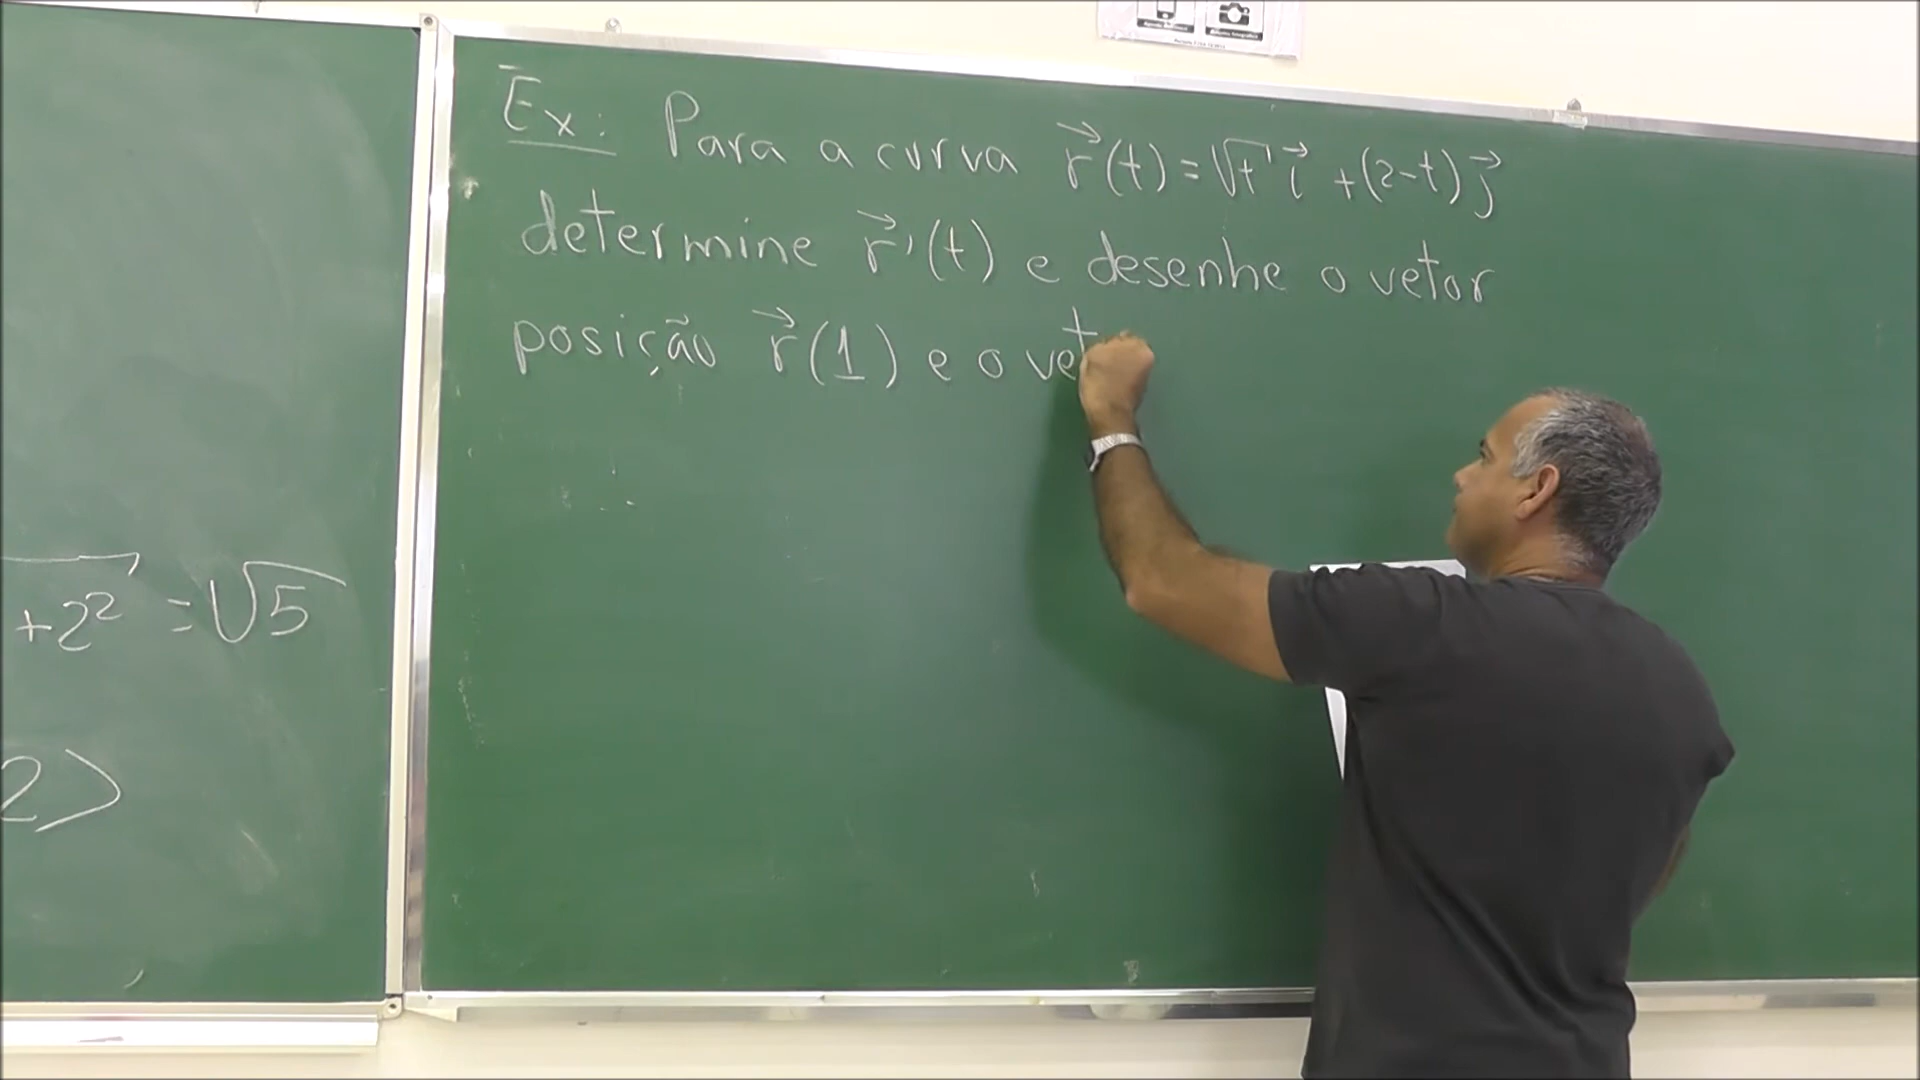 +2² = √5
2⟩
Ex: Para a curva r⃗(t) = √t i⃗ + (2-t) j⃗
determine r⃗'(t) e desenhe o vetor
posição r⃗(1) e o vet